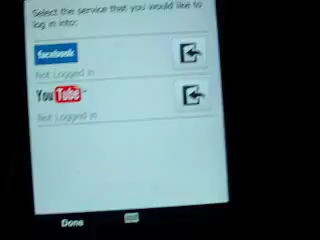 Select the service that you would like to
log in into:
facebook
Not Logged in
YouTube
Not Logged in
Done